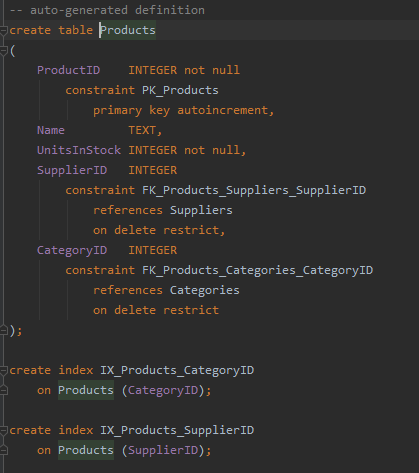 -- auto-generated definition
create table Products
(
    ProductID    INTEGER not null
        constraint PK_Products
            primary key autoincrement,
    Name         TEXT,
    UnitsInStock INTEGER not null,
    SupplierID   INTEGER
        constraint FK_Products_Suppliers_SupplierID
            references Suppliers
            on delete restrict,
    CategoryID   INTEGER
        constraint FK_Products_Categories_CategoryID
            references Categories
            on delete restrict
);

create index IX_Products_CategoryID
    on Products (CategoryID);

create index IX_Products_SupplierID
    on Products (SupplierID);